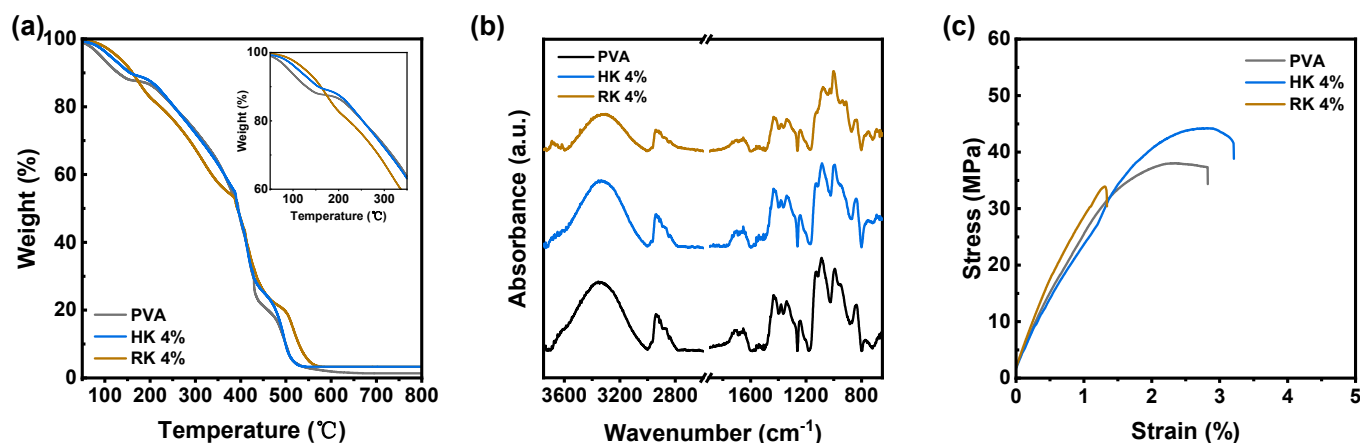 (a)
100
80
60
40
20
0
Weight (%)
100 200 300 400 500 600 700 800
Temperature (℃)
PVA
HK 4%
RK 4%
100
80
60
Weight (%)
100 200 300
Temperature (℃)
(b)
PVA
HK 4%
RK 4%
Absorbance (a.u.)
3600 2800 1600 1200 800
Wavenumber (cm⁻¹)
(c)
60
50
40
30
20
10
0
Stress (MPa)
0 1 2 3 4 5
Strain (%)
PVA
HK 4%
RK 4%